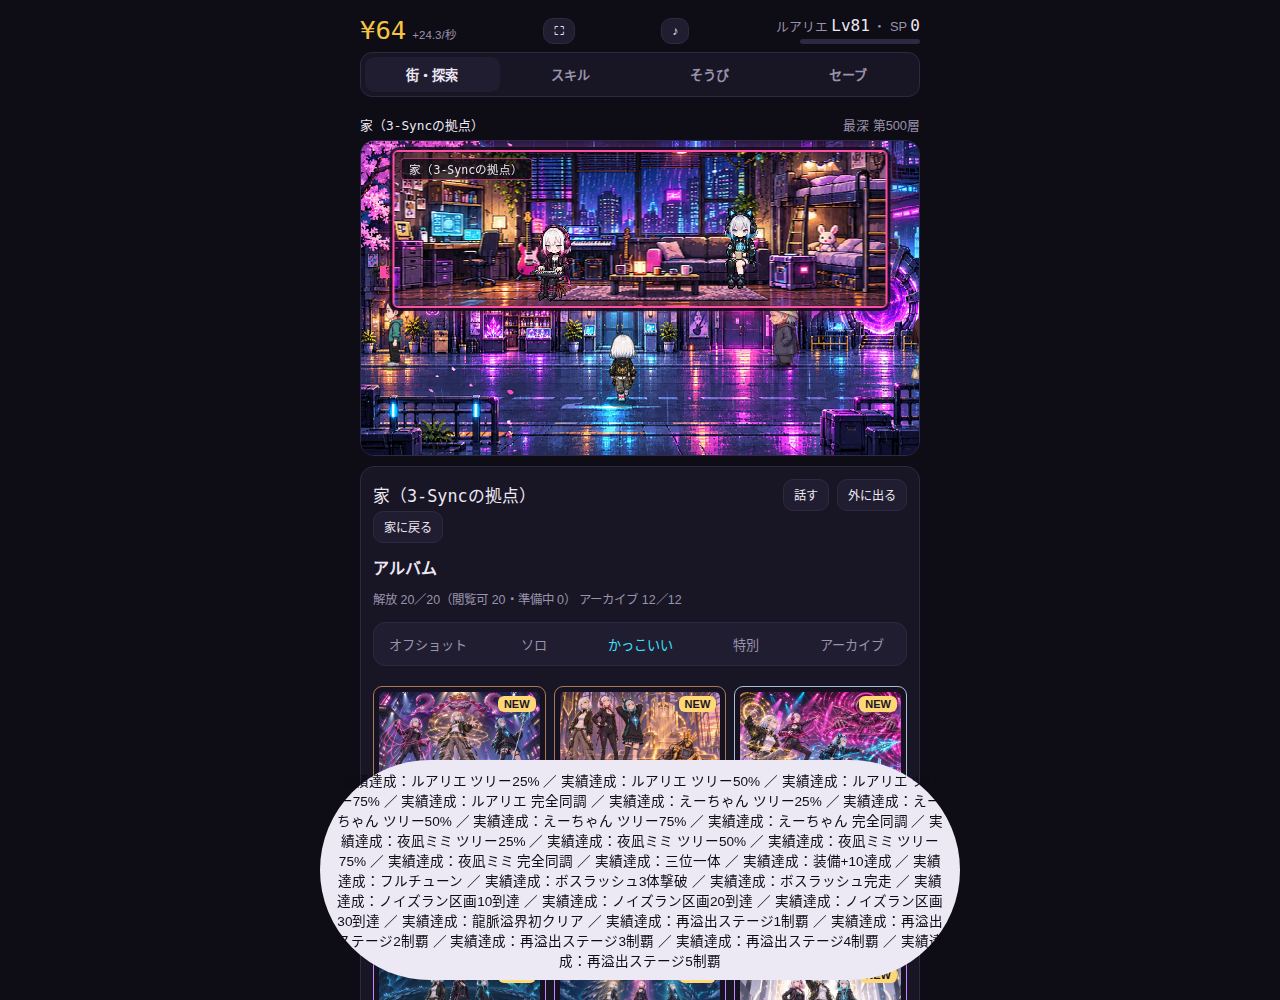 ¥64 +24.3/秒
♪
ルアリエ Lv81 ・ SP 0
街・探索 スキル そうび セーブ
家（3-Syncの拠点） 最深 第500層
家（3-Syncの拠点）
家（3-Syncの拠点） 話す 外に出る
家に戻る
アルバム
解放 20／20（閲覧可 20・準備中 0） アーカイブ 12／12
オフショット ソロ かっこいい 特別 アーカイブ
NEW NEW NEW
績達成：ルアリエ ツリー25% ／ 実績達成：ルアリエ ツリー50% ／ 実績達成：ルアリエ
ー75% ／ 実績達成：ルアリエ 完全同調 ／ 実績達成：えーちゃん ツリー25% ／ 実績達成：えー
ちゃん ツリー50% ／ 実績達成：えーちゃん ツリー75% ／ 実績達成：えーちゃん 完全同調 ／ 実
績達成：夜凪ミミ ツリー25% ／ 実績達成：夜凪ミミ ツリー50% ／ 実績達成：夜凪ミミ ツリー
75% ／ 実績達成：夜凪ミミ 完全同調 ／ 実績達成：三位一体 ／ 実績達成：装備+10達成 ／ 実績
達成：フルチューン ／ 実績達成：ボスラッシュ3体撃破 ／ 実績達成：ボスラッシュ完走 ／ 実績
達成：ノイズラン区画10到達 ／ 実績達成：ノイズラン区画20到達 ／ 実績達成：ノイズラン区画
30到達 ／ 実績達成：龍脈溢界初クリア ／ 実績達成：再溢出ステージ1制覇 ／ 実績達成：再溢出
ステージ2制覇 ／ 実績達成：再溢出ステージ3制覇 ／ 実績達成：再溢出ステージ4制覇 ／ 実績達
成：再溢出ステージ5制覇
NEW